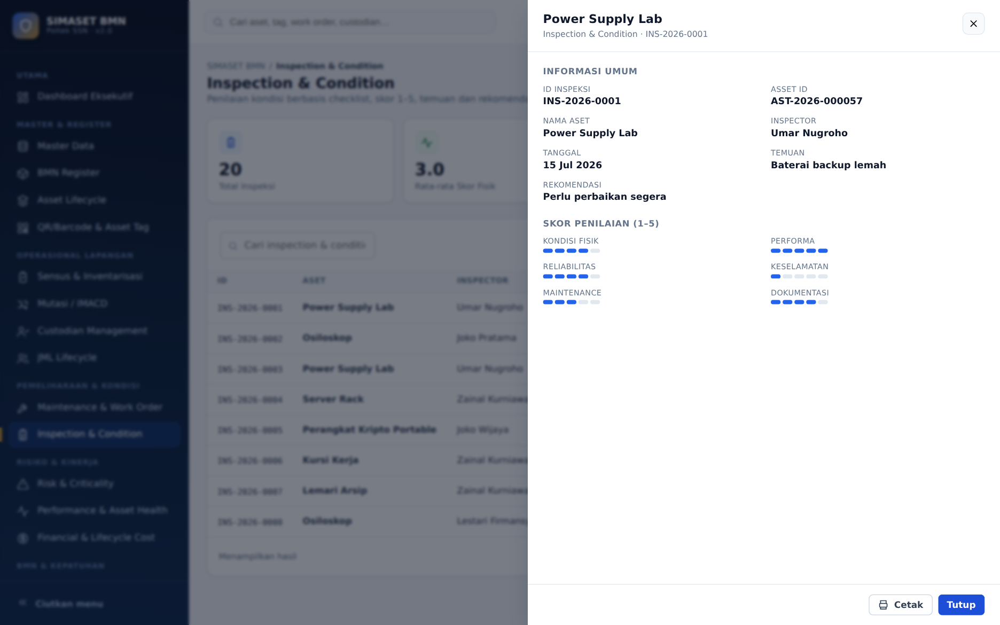 SIMASET BMN
Poltek SSN · v2.0
UTAMA
Dashboard Eksekutif
MASTER & REGISTER
Master Data
BMN Register
Asset Lifecycle
QR/Barcode & Asset Tag
OPERASIONAL LAPANGAN
Sensus & Inventarisasi
Mutasi / IMACD
Custodian Management
JML Lifecycle
PEMELIHARAAN & KONDISI
Maintenance & Work Order
Inspection & Condition
RISIKO & KINERJA
Risk & Criticality
Performance & Asset Health
Financial & Lifecycle Cost
BMN & KEPATUHAN
Ciutkan menu
Cari aset, tag, work order, custodian...
SIMASET BMN / Inspection & Condition
Inspection & Condition
Penilaian kondisi berbasis checklist, skor 1–5, temuan dan
20
Total Inspeksi
3.0
Rata-rata Skor Fisik
Cari inspection &
ID ASET INSPECTOR
INS-2026-0001 Power Supply Lab Umar Nugroho
INS-2026-0002 Osiloskop Joko Pratama
INS-2026-0003 Power Supply Lab Umar Nugroho
INS-2026-0004 Server Rack Zainal
INS-2026-0005 Perangkat Kripto Portable Joko Wijaya
INS-2026-0006 Kursi Kerja Zainal
INS-2026-0007 Lemari Arsip Zainal
INS-2026-0008 Osiloskop Lestari
Menampilkan hasil
Power Supply Lab
Inspection & Condition · INS-2026-0001
INFORMASI UMUM
ID INSPEKSI
INS-2026-0001
ASSET ID
AST-2026-000057
NAMA ASET
Power Supply Lab
INSPECTOR
Umar Nugroho
TANGGAL
15 Jul 2026
TEMUAN
Baterai backup lemah
REKOMENDASI
Perlu perbaikan segera
SKOR PENILAIAN (1–5)
KONDISI FISIK
PERFORMA
RELIABILITAS
KESELAMATAN
MAINTENANCE
DOKUMENTASI
Cetak
Tutup